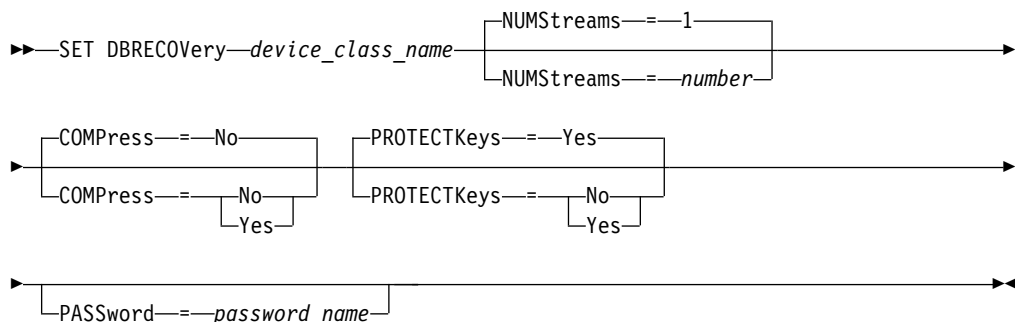 NUMStreams = 1
SET DBRECOVery device_class_name
NUMStreams = number
COMPress = No PROTECTKeys = Yes
COMPress = No PROTECTKeys = No
Yes Yes
PASSword = password_name